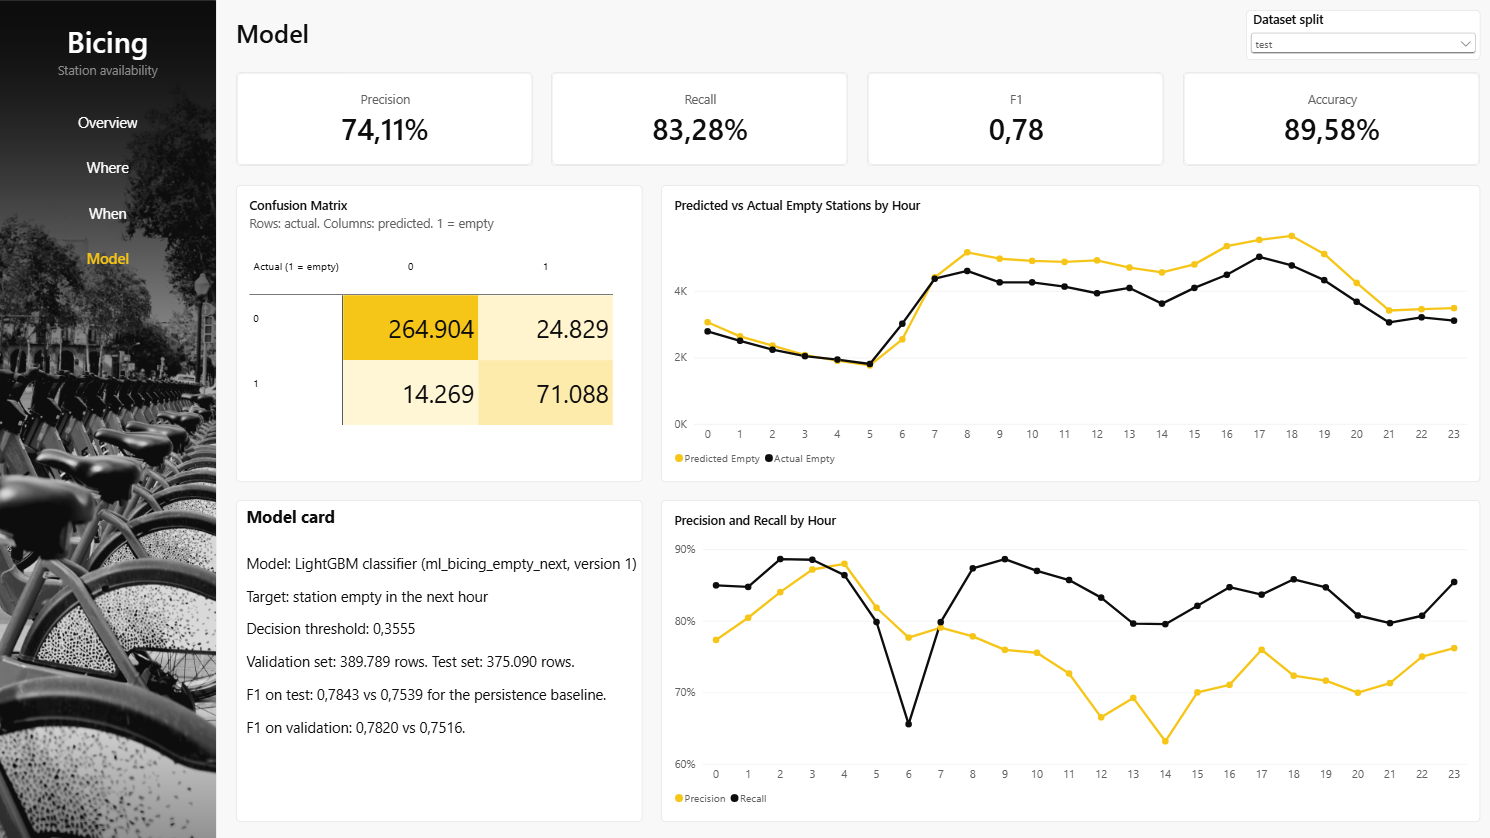 Bicing
Station availability
Overview
Where
When
Model
Model
Dataset split
test
Precision
74,11%
Recall
83,28%
F1
0,78
Accuracy
89,58%
Confusion Matrix
Rows: actual. Columns: predicted. 1 = empty
Actual (1 = empty) 0 1
0 264.904 24.829
1 14.269 71.088
Predicted vs Actual Empty Stations by Hour
4K
2K
0K
0 1 2 3 4 5 6 7 8 9 10 11 12 13 14 15 16 17 18 19 20 21 22 23
Predicted Empty Actual Empty
Model card
Model: LightGBM classifier (ml_bicing_empty_next, version 1)
Target: station empty in the next hour
Decision threshold: 0,3555
Validation set: 389.789 rows. Test set: 375.090 rows.
F1 on test: 0,7843 vs 0,7539 for the persistence baseline.
F1 on validation: 0,7820 vs 0,7516.
Precision and Recall by Hour
90%
80%
70%
60%
0 1 2 3 4 5 6 7 8 9 10 11 12 13 14 15 16 17 18 19 20 21 22 23
Precision Recall